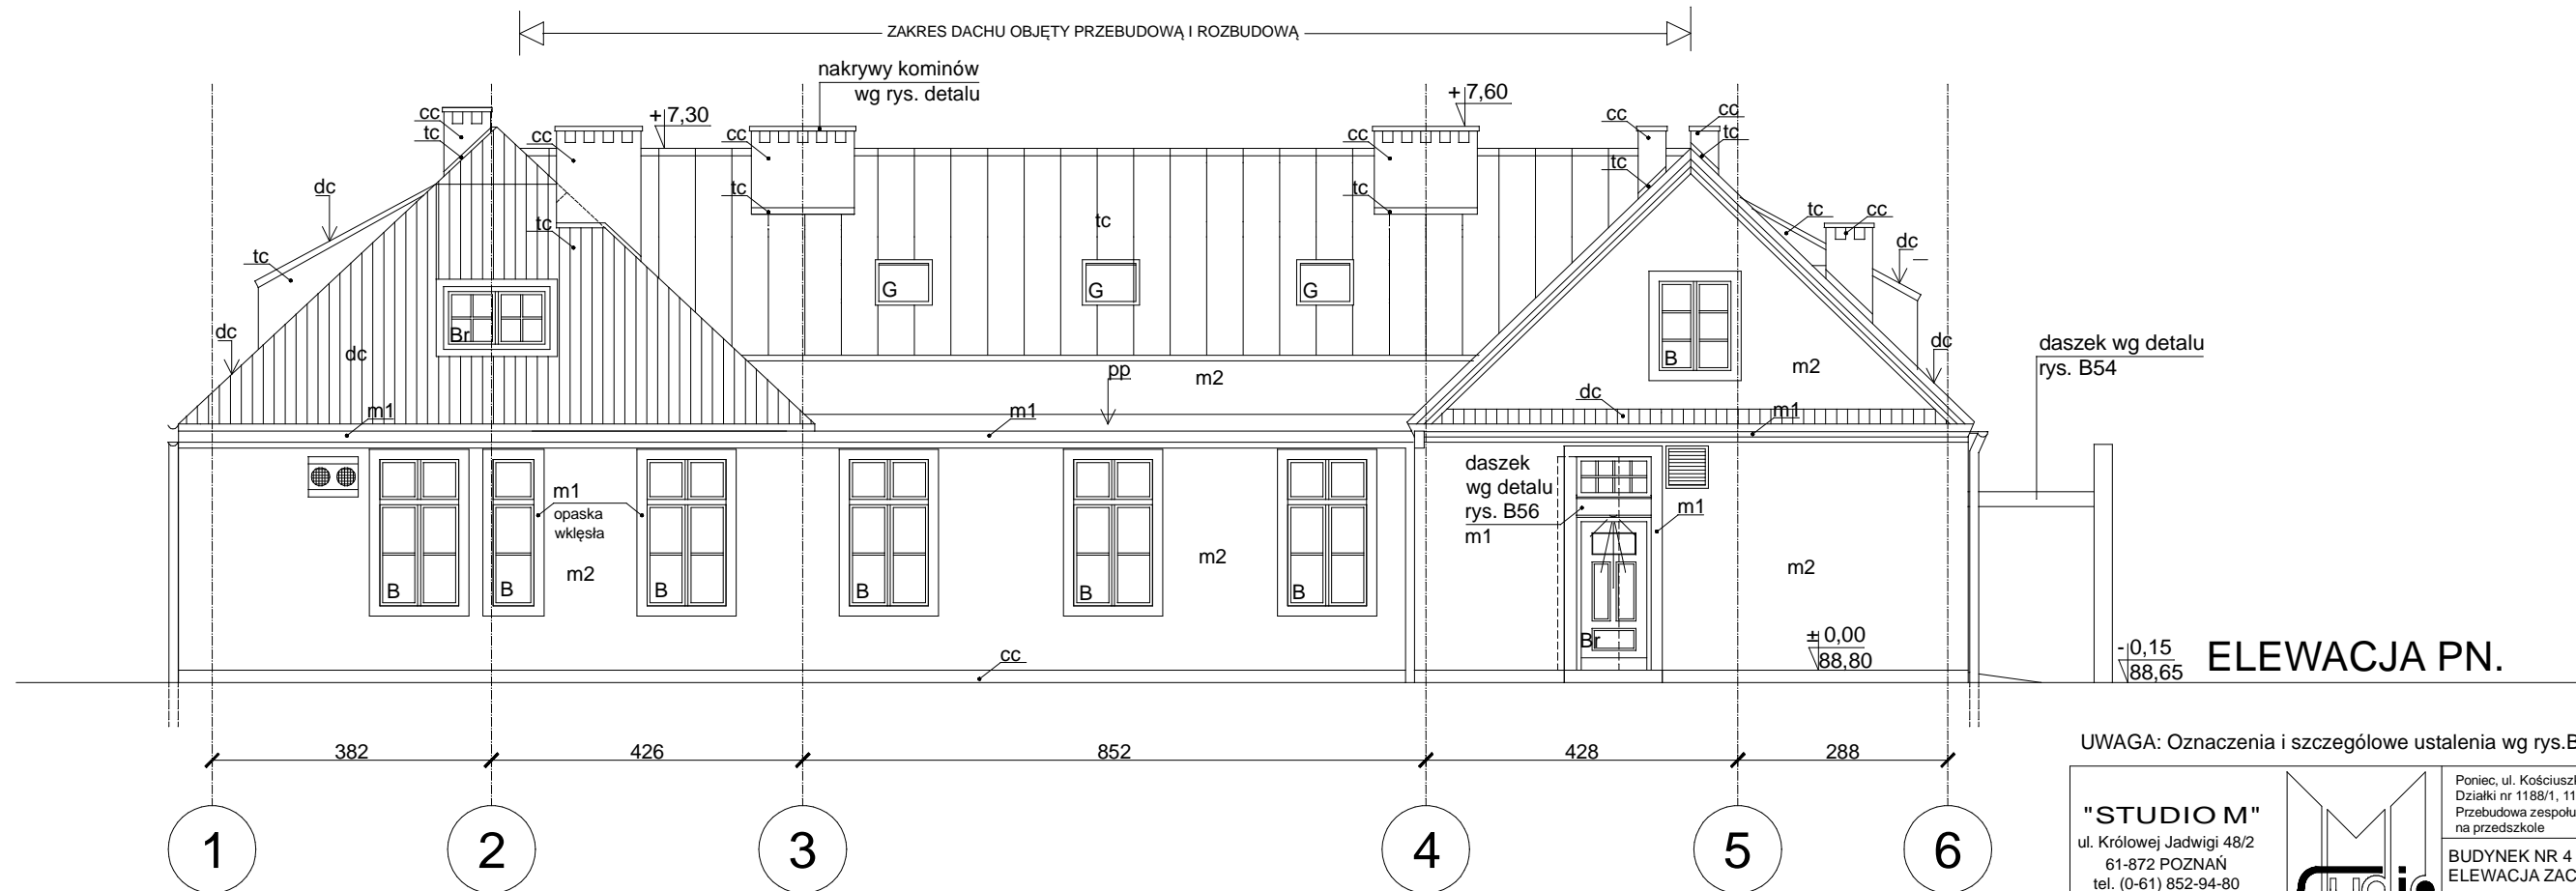 ZAKRES DACHU OBJĘTY PRZEBUDOWĄ I ROZBUDOWĄ
nakrywy kominów
wg rys. detalu
+7,30
+7,60
cc
tc
cc
cc
cc
cc
cc
tc
tc
dc
tc
tc
tc
tc
tc
cc
dc
tc
G
G
G
dc
Br
dc
B
m2
dc
daszek wg detalu
rys. B54
pp
m2
m1
m1
dc
m1
daszek
wg detalu
rys. B56
m1
m1
opaska
wklęsła
m1
m2
m2
m2
B
B
B
B
B
B
Br
cc
±0,00
88,80
-0,15
88,65
ELEWACJA PN.
382
426
852
428
288
1
2
3
4
5
6
UWAGA: Oznaczenia i szczegółowe ustalenia wg rys.B
"STUDIO M"
ul. Królowej Jadwigi 48/2
61-872 POZNAŃ
tel. (0-61) 852-94-80
Działki nr 1188/1, 11
Poniec, ul. Kościusz
Przebudowa zespołu
na przedszkole
BUDYNEK NR 4
ELEWACJA ZAC